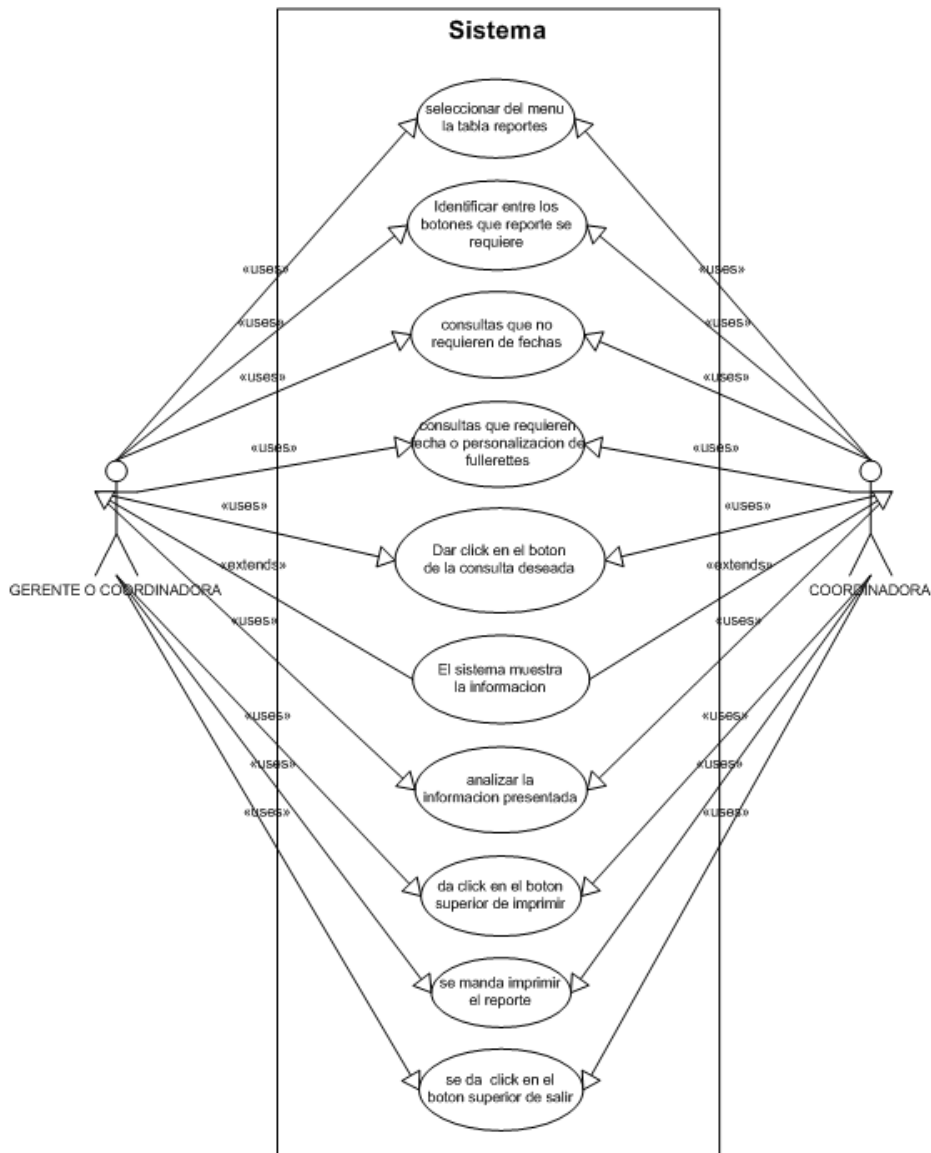 Sistema
seleccionar del menu
la tabla reportes
Identificar entre los
botones que reporte se
requiere
«uses»
«uses»
consultas que no
requieren de fechas
«uses»
«uses»
«uses»
«uses»
consultas que requieren
fecha o personalizacion de
fullerettes
«uses»
«uses»
Dar click en el boton
de la consulta deseada
«uses»
«uses»
«extends»
«extends»
GERENTE O COORDINADORA
COORDINADORA
«uses»
«uses»
El sistema muestra
la informacion
«uses»
«uses»
analizar la
informacion presentada
«uses»
«uses»
«uses»
«uses»
da click en el boton
superior de imprimir
se manda imprimir
el reporte
se da click en el
boton superior de salir